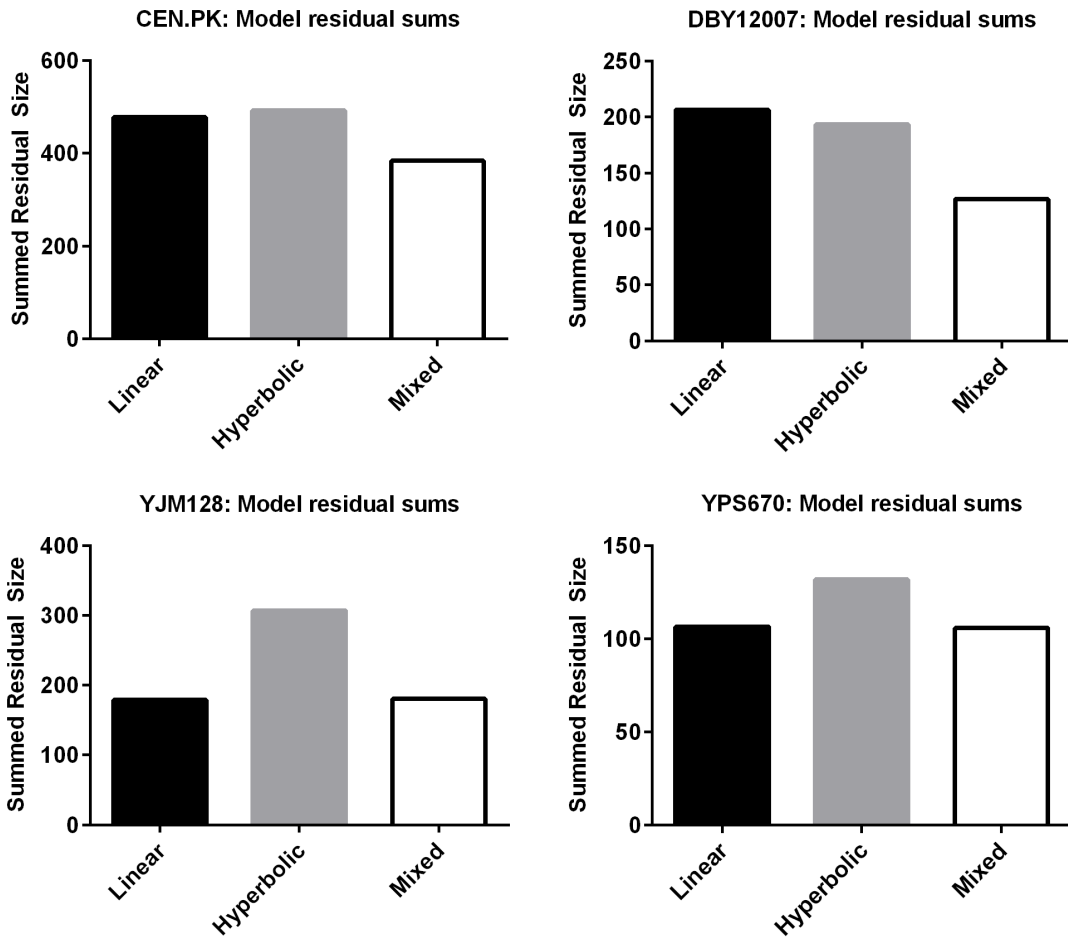 CEN.PK: Model residual sums
Summed Residual Size
600
400
200
0
Linear
Hyperbolic
Mixed
DBY12007: Model residual sums
Summed Residual Size
250
200
150
100
50
0
Linear
Hyperbolic
Mixed
YJM128: Model residual sums
Summed Residual Size
400
300
200
100
0
Linear
Hyperbolic
Mixed
YPS670: Model residual sums
Summed Residual Size
150
100
50
0
Linear
Hyperbolic
Mixed